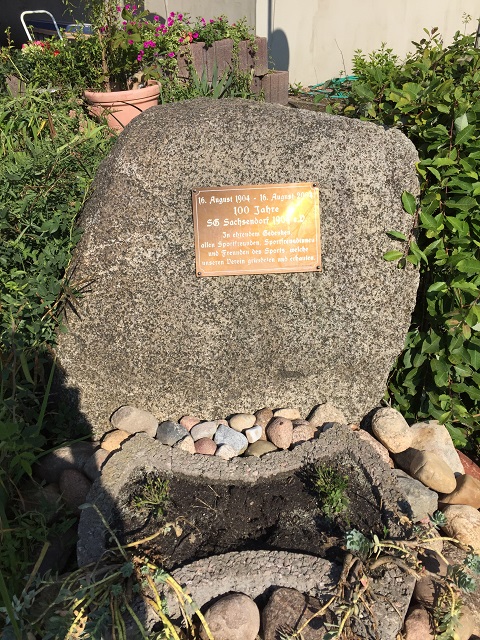 16. August 1904 - 16. August 2004
100 Jahre
SG Sachsendorf 1904 e.V.
In ehrendem Gedenken
allen Sportfreunden, Sportfreundinnen
und Freunden des Sports, welche
unseren Verein gründeten und